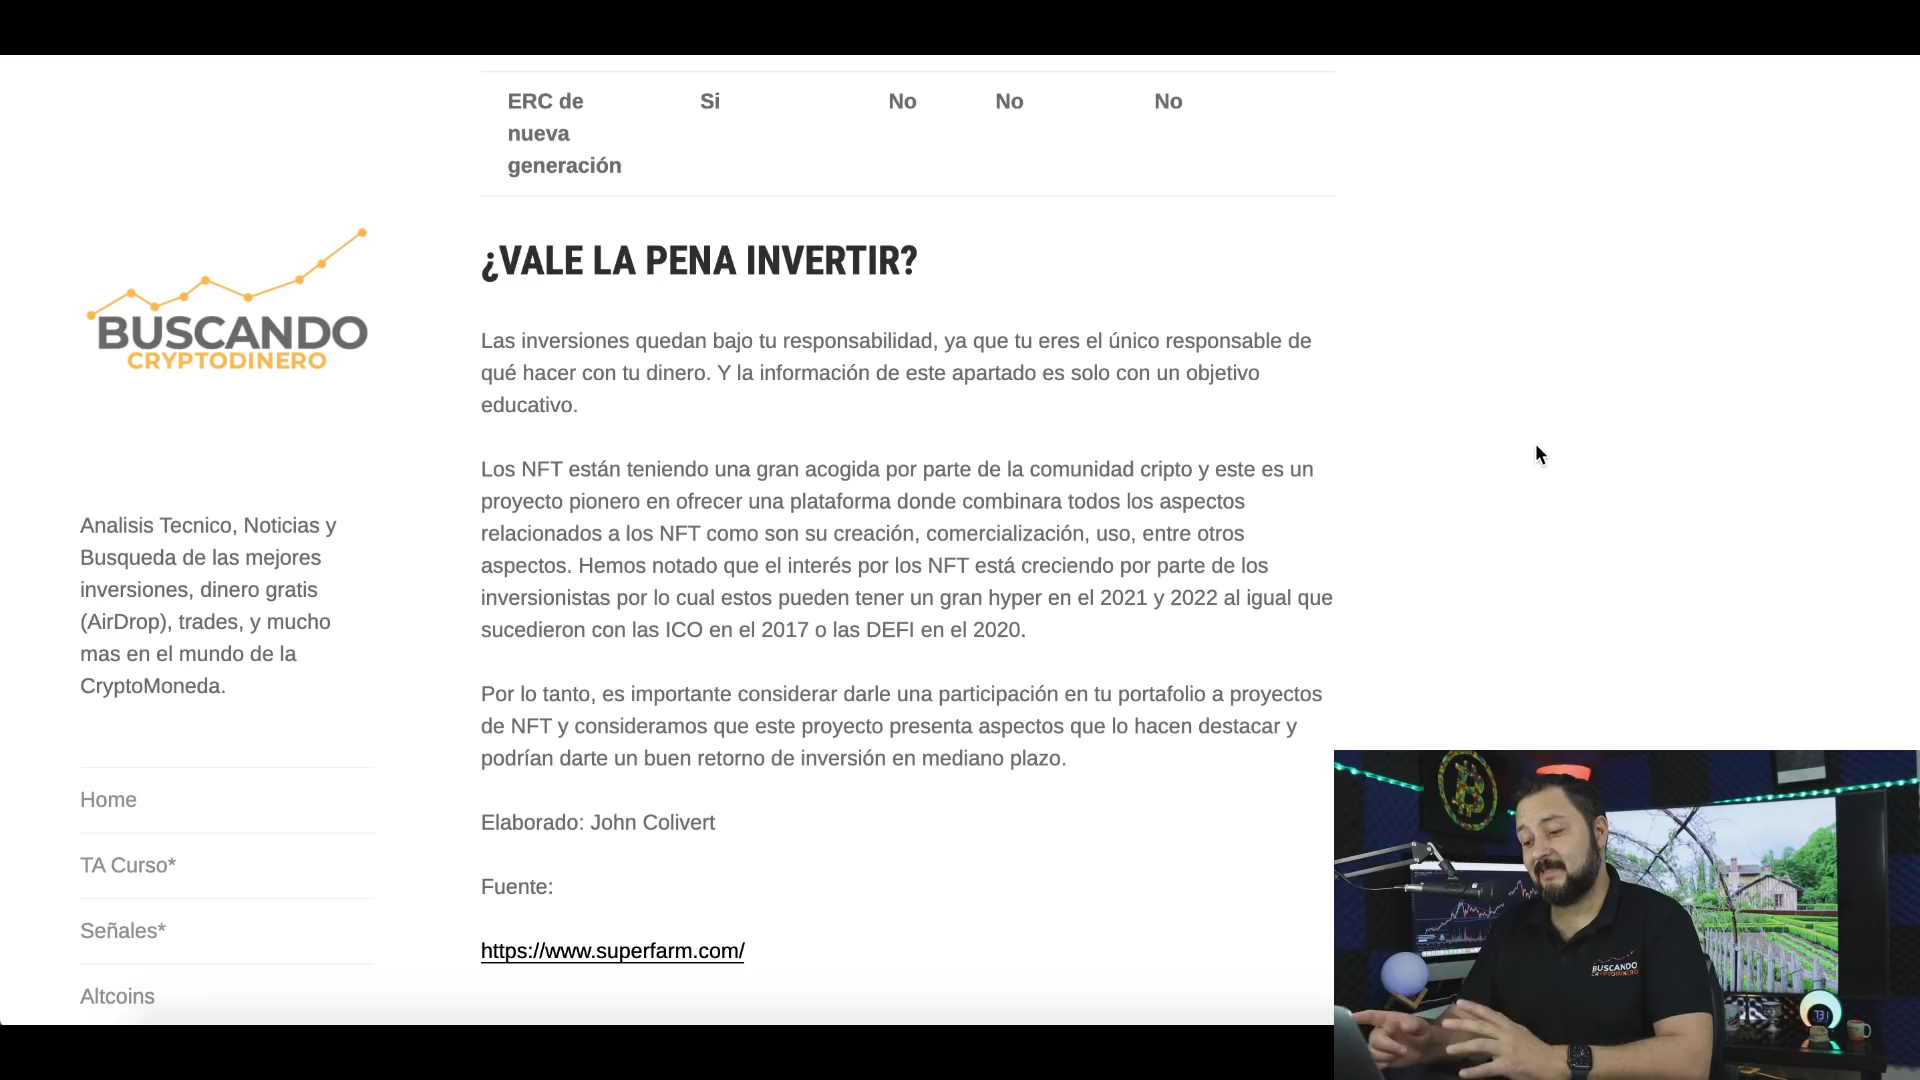 ERC de Si No No No
nueva
generación
BUSCANDO
CRYPTODINERO
Analisis Tecnico, Noticias y
Busqueda de las mejores
inversiones, dinero gratis
(AirDrop), trades, y mucho
mas en el mundo de la
CryptoMoneda.
Home
TA Curso*
Señales*
Altcoins
¿VALE LA PENA INVERTIR?
Las inversiones quedan bajo tu responsabilidad, ya que tu eres el único responsable de
qué hacer con tu dinero. Y la información de este apartado es solo con un objetivo
educativo.
Los NFT están teniendo una gran acogida por parte de la comunidad cripto y este es un
proyecto pionero en ofrecer una plataforma donde combinara todos los aspectos
relacionados a los NFT como son su creación, comercialización, uso, entre otros
aspectos. Hemos notado que el interés por los NFT está creciendo por parte de los
inversionistas por lo cual estos pueden tener un gran hyper en el 2021 y 2022 al igual que
sucedieron con las ICO en el 2017 o las DEFI en el 2020.
Por lo tanto, es importante considerar darle una participación en tu portafolio a proyectos
de NFT y consideramos que este proyecto presenta aspectos que lo hacen destacar y
podrían darte un buen retorno de inversión en mediano plazo.
Elaborado: John Colivert
Fuente:
https://www.superfarm.com/
BUSCANDO
CRYPTODINERO